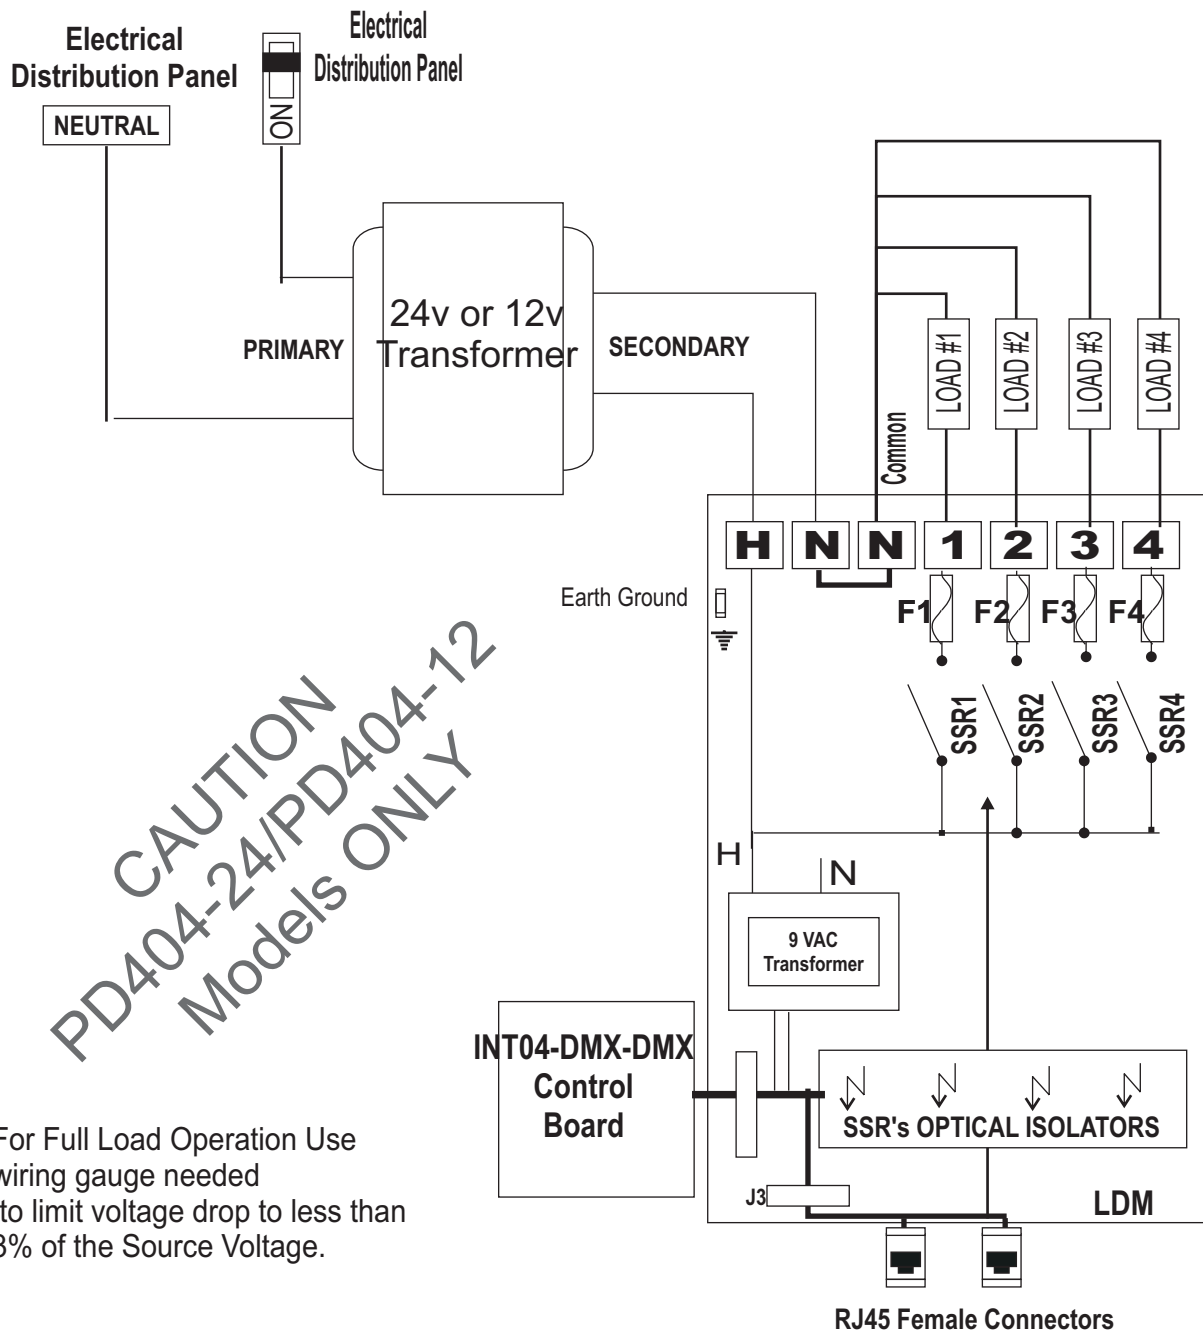 Electrical
Distribution Panel
NEUTRAL
Electrical
Distribution Panel
ON
24v or 12v
Transformer
PRIMARY
SECONDARY
Common
LOAD #1
LOAD #2
LOAD #3
LOAD #4
H
N
N
1
2
3
4
Earth Ground
F1
F2
F3
F4
SSR1
SSR2
SSR3
SSR4
CAUTION
PD404-24/PD404-12
Models ONLY
H
N
9 VAC
Transformer
INT04-DMX-DMX
Control
Board
SSR's OPTICAL ISOLATORS
J3
LDM
For Full Load Operation Use
wiring gauge needed
to limit voltage drop to less than
3% of the Source Voltage.
RJ45 Female Connectors